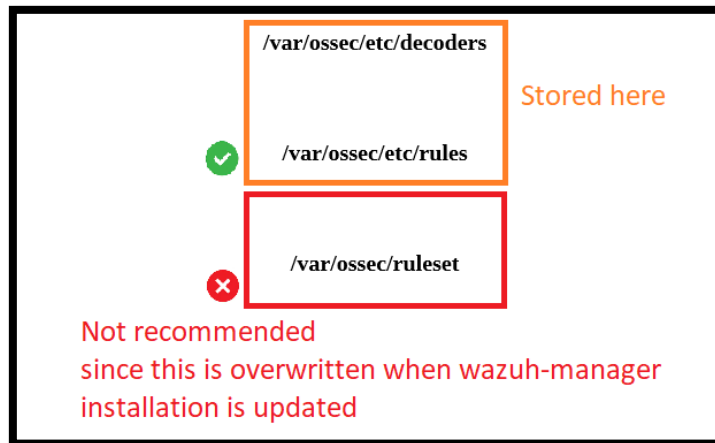 /var/ossec/etc/decoders
Stored here
/var/ossec/etc/rules
/var/ossec/ruleset
Not recommended
since this is overwritten when wazuh-manager
installation is updated